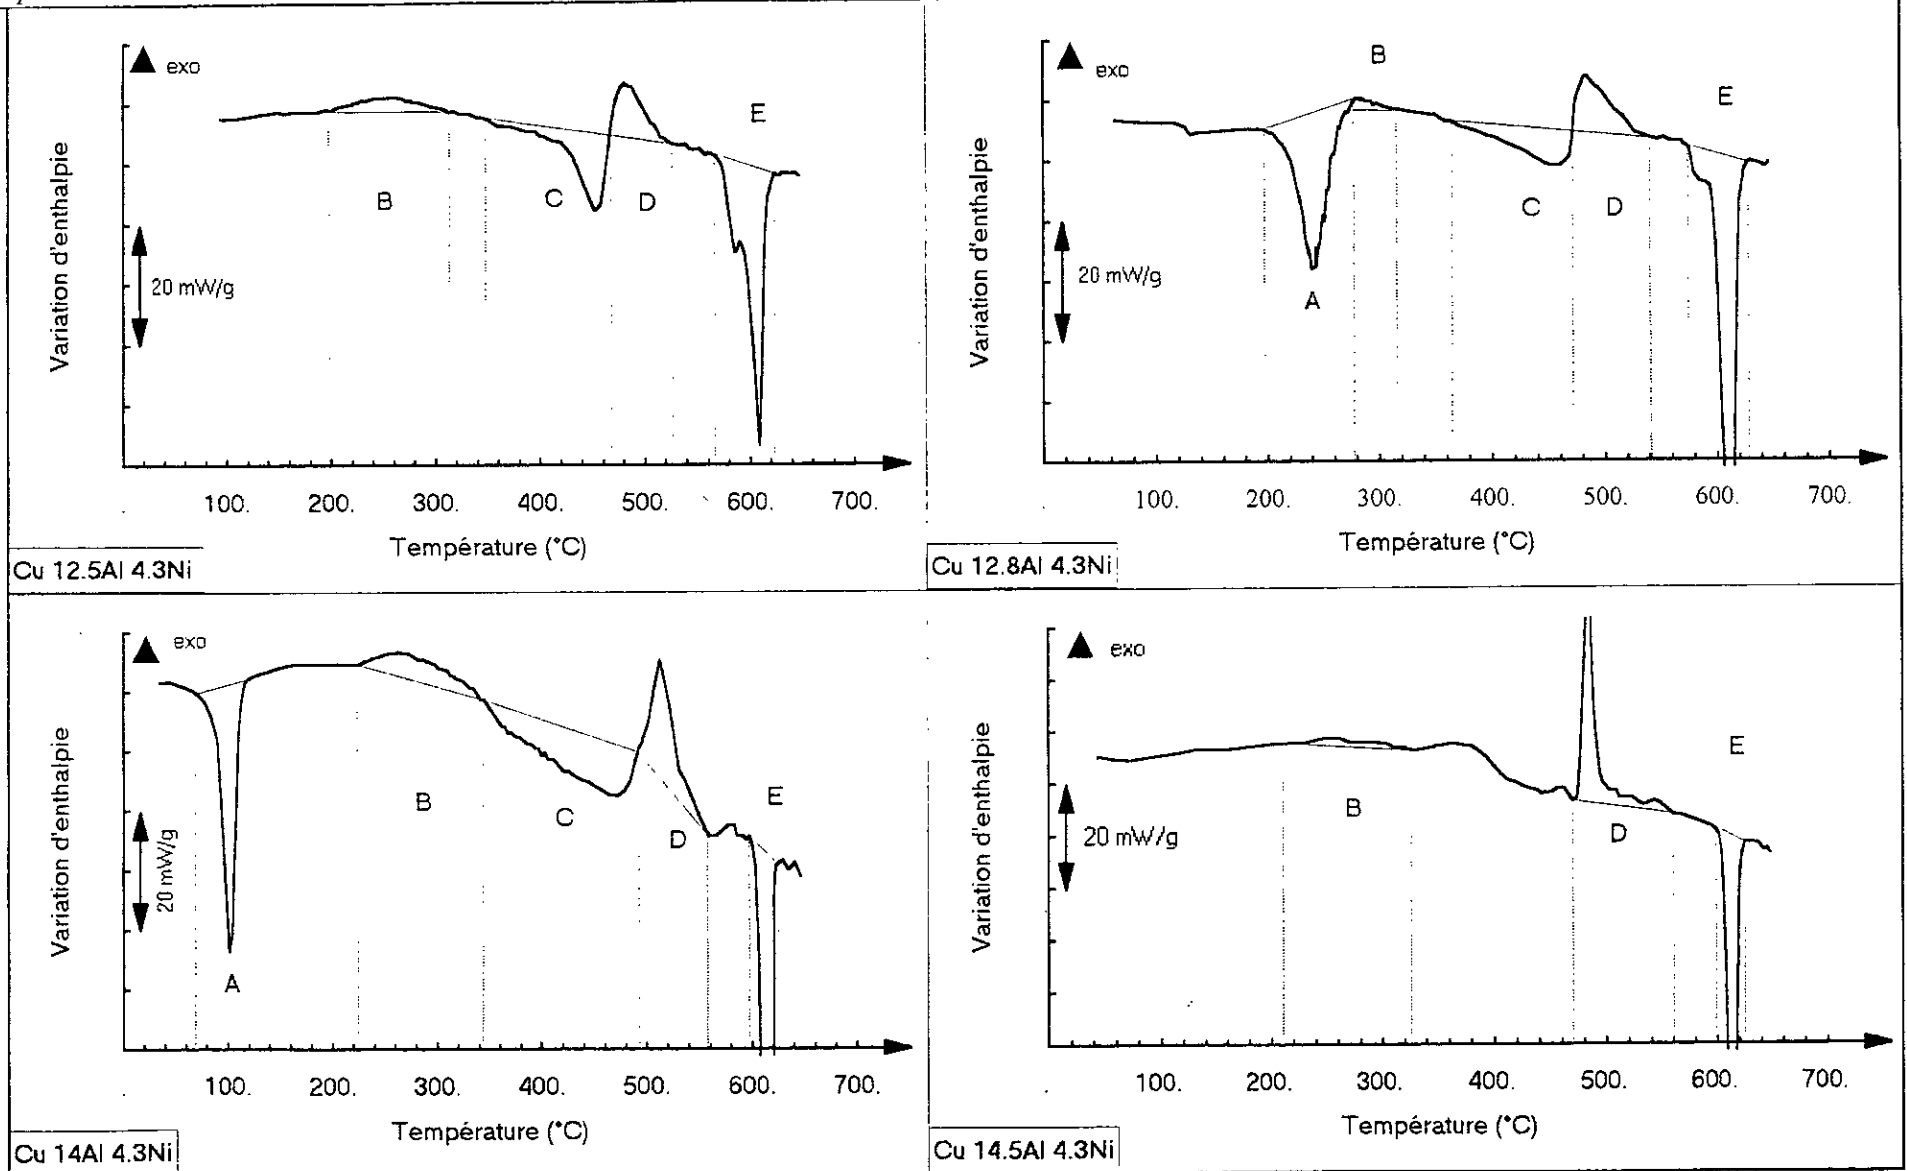 exo
B
E
C
D
Variation d'enthalpie
20 mW/g
100. 200. 300. 400. 500. 600. 700.
Température (°C)
Cu 12.5Al 4.3Ni
B
exo
E
C
D
Variation d'enthalpie
20 mW/g
A
100. 200. 300. 400. 500. 600. 700.
Température (°C)
Cu 12.8Al 4.3Ni
exo
E
B
C
D
Variation d'enthalpie
20 mW/g
A
100. 200. 300. 400. 500. 600. 700.
Température (°C)
Cu 14Al 4.3Ni
exo
E
B
D
Variation d'enthalpie
20 mW/g
100. 200. 300. 400. 500. 600. 700.
Température (°C)
Cu 14.5Al 4.3Ni